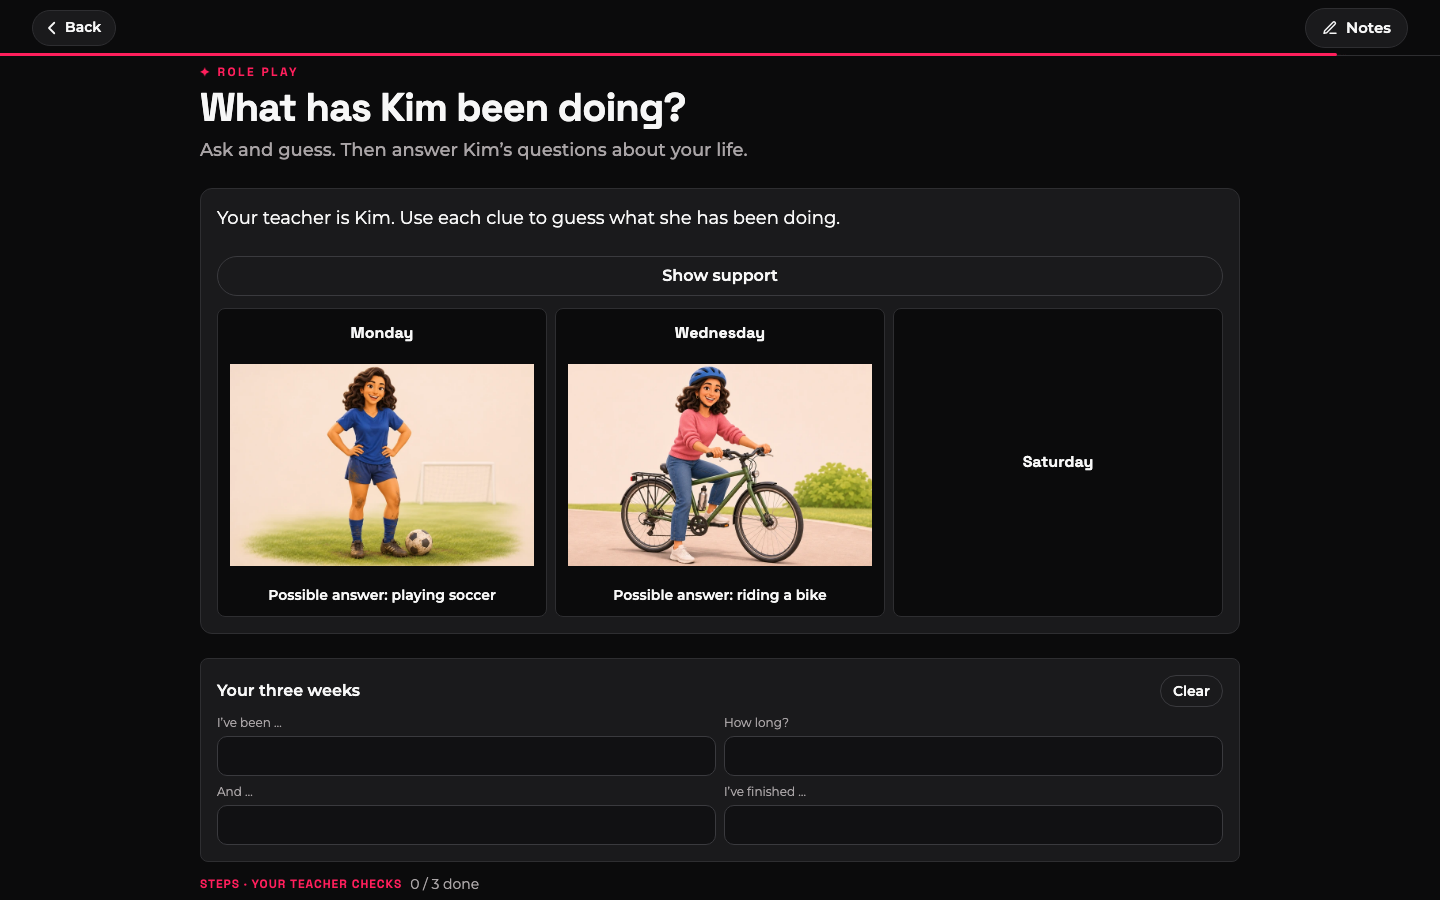 Back
Notes
ROLE PLAY
What has Kim been doing?
Ask and guess. Then answer Kim's questions about your life.
Your teacher is Kim. Use each clue to guess what she has been doing.
Show support
Monday
Wednesday
Saturday
Possible answer: playing soccer
Possible answer: riding a bike
Your three weeks
Clear
I've been ...
How long?
And ...
I've finished ...
STEPS · YOUR TEACHER CHECKS 0 / 3 done